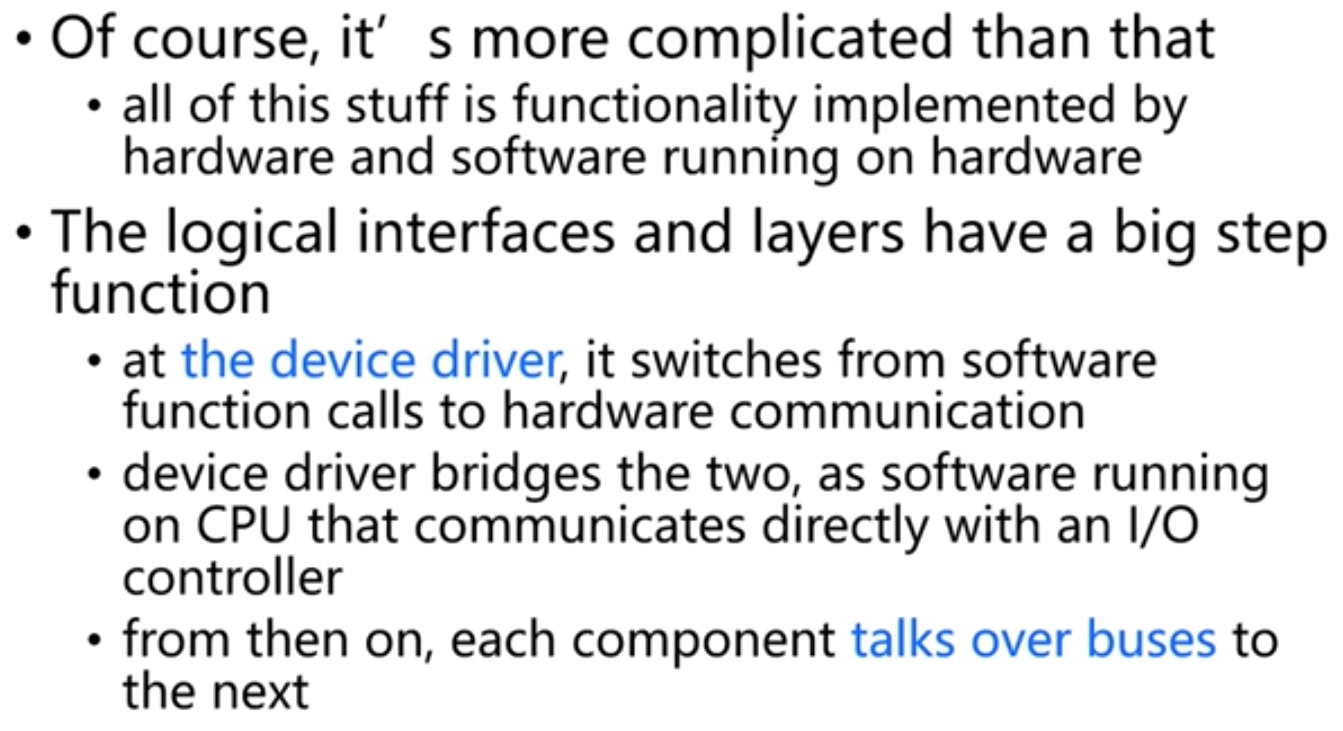 • Of course, it’ s more complicated than that
• all of this stuff is functionality implemented by
hardware and software running on hardware
• The logical interfaces and layers have a big step
function
• at the device driver, it switches from software
function calls to hardware communication
• device driver bridges the two, as software running
on CPU that communicates directly with an I/O
controller
• from then on, each component talks over buses to
the next